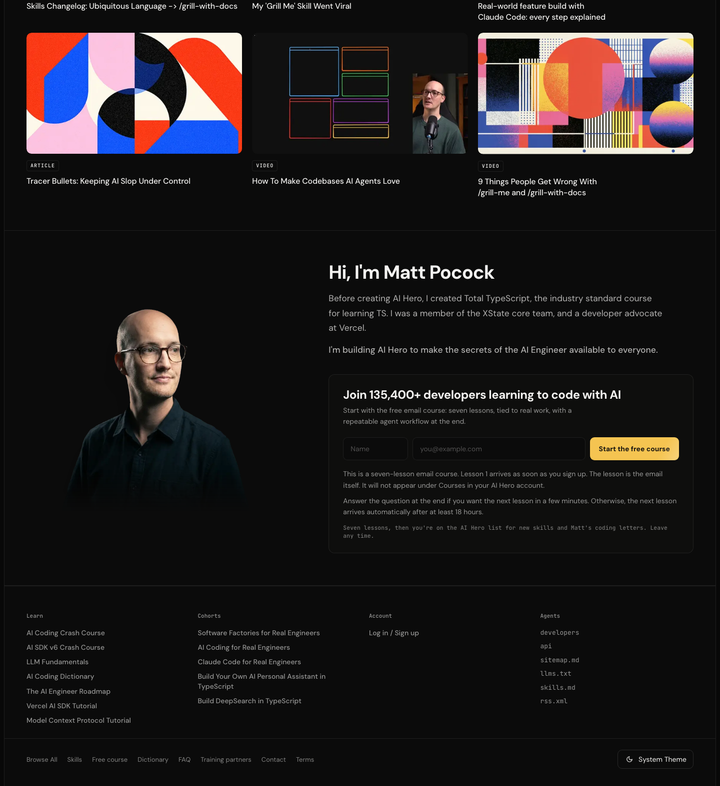 Skills Changelog: Ubiquitous Language -> /grill-with-docs
My 'Grill Me' Skill Went Viral
Real-world feature build with
Claude Code: every step explained
ARTICLE
Tracer Bullets: Keeping AI Slop Under Control
VIDEO
How To Make Codebases AI Agents Love
VIDEO
9 Things People Get Wrong With
/grill-me and /grill-with-docs
Hi, I'm Matt Pocock
Before creating AI Hero, I created Total TypeScript, the industry standard course
for learning TS. I was a member of the XState core team, and a developer advocate
at Vercel.
I'm building AI Hero to make the secrets of the AI Engineer available to everyone.
Join 135,400+ developers learning to code with AI
Start with the free email course: seven lessons, tied to real work, with a
repeatable agent workflow at the end.
Name
you@example.com
Start the free course
This is a seven-lesson email course. Lesson 1 arrives as soon as you sign up. The lesson is the email
itself. It will not appear under Courses in your AI Hero account.
Answer the question at the end if you want the next lesson in a few minutes. Otherwise, the next lesson
arrives automatically after at least 18 hours.
Seven lessons, then you're on the AI Hero list for new skills and Matt's coding letters. Leave
any time.
Learn
AI Coding Crash Course
AI SDK v6 Crash Course
LLM Fundamentals
AI Coding Dictionary
The AI Engineer Roadmap
Vercel AI SDK Tutorial
Model Context Protocol Tutorial
Cohorts
Software Factories for Real Engineers
AI Coding for Real Engineers
Claude Code for Real Engineers
Build Your Own AI Personal Assistant in
TypeScript
Build DeepSearch in TypeScript
Account
Log in / Sign up
Agents
developers
api
sitemap.md
llms.txt
skills.md
rss.xml
Browse All
Skills
Free course
Dictionary
FAQ
Training partners
Contact
Terms
System Theme